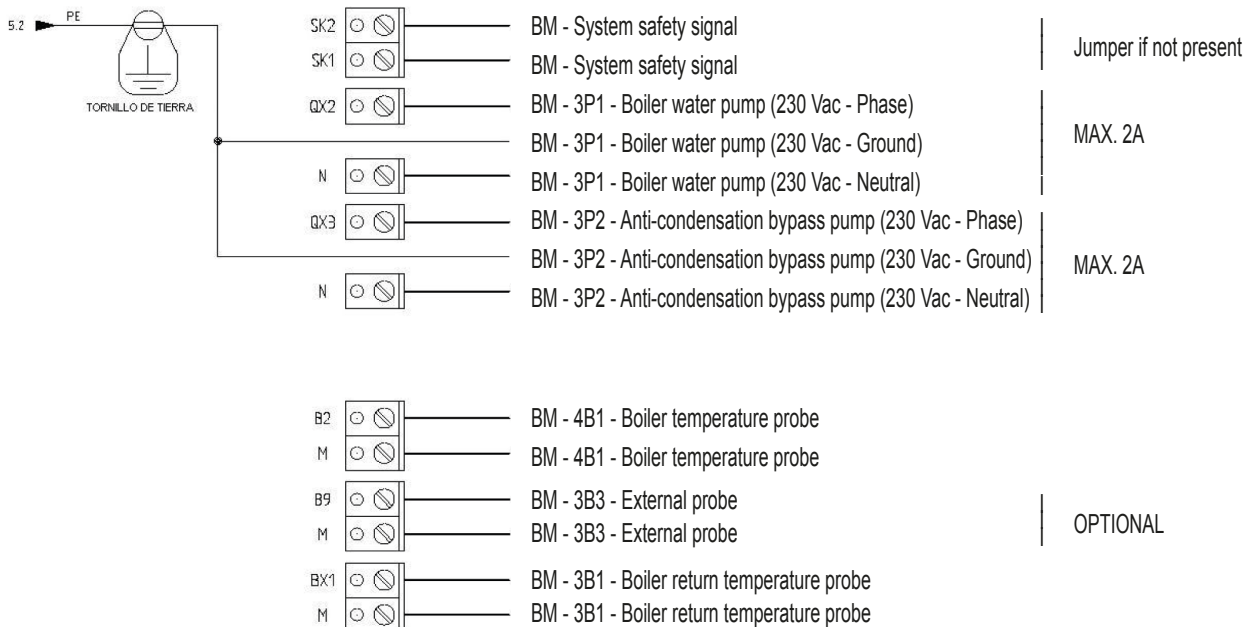 5.2 PE
TORNILLO DE TIERRA
SK2 BM - System safety signal
SK1 BM - System safety signal
Jumper if not present
QX2 BM - 3P1 - Boiler water pump (230 Vac - Phase)
BM - 3P1 - Boiler water pump (230 Vac - Ground)
N BM - 3P1 - Boiler water pump (230 Vac - Neutral)
MAX. 2A
QX3 BM - 3P2 - Anti-condensation bypass pump (230 Vac - Phase)
BM - 3P2 - Anti-condensation bypass pump (230 Vac - Ground)
N BM - 3P2 - Anti-condensation bypass pump (230 Vac - Neutral)
MAX. 2A
B2 BM - 4B1 - Boiler temperature probe
M BM - 4B1 - Boiler temperature probe
B9 BM - 3B3 - External probe
M BM - 3B3 - External probe
OPTIONAL
BX1 BM - 3B1 - Boiler return temperature probe
M BM - 3B1 - Boiler return temperature probe